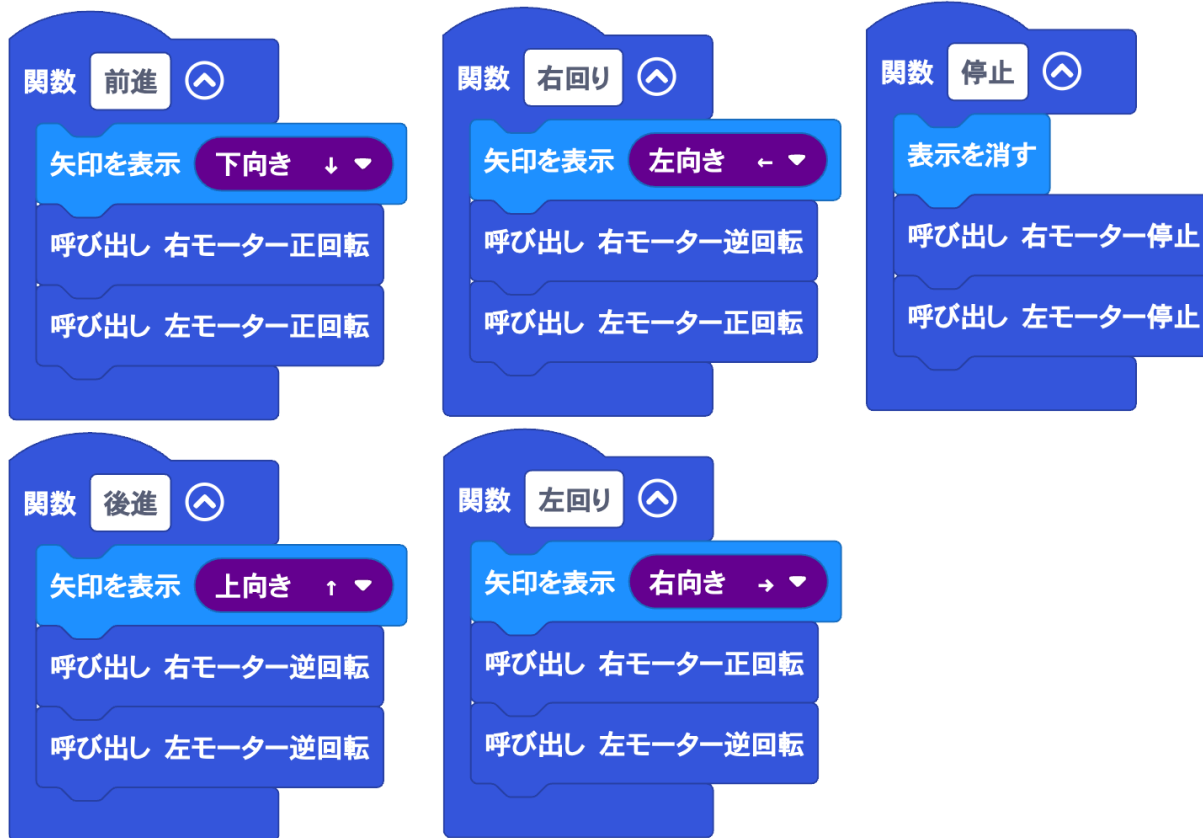 関数 前進
矢印を表示 下向き ↓
呼び出し 右モーター正回転
呼び出し 左モーター正回転
関数 右回り
矢印を表示 左向き ←
呼び出し 右モーター逆回転
呼び出し 左モーター正回転
関数 停止
表示を消す
呼び出し 右モーター停止
呼び出し 左モーター停止
関数 後進
矢印を表示 上向き ↑
呼び出し 右モーター逆回転
呼び出し 左モーター逆回転
関数 左回り
矢印を表示 右向き →
呼び出し 右モーター正回転
呼び出し 左モーター逆回転